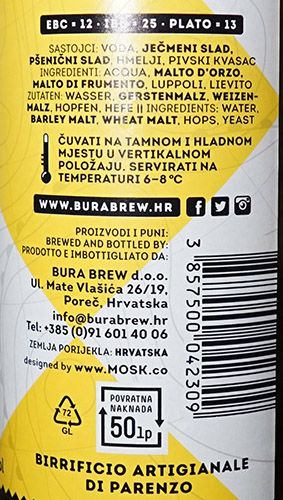 EBC = 12 · IBU = 25 · PLATO = 13
SASTOJCI: VODA, JEČMENI SLAD,
PŠENIČNI SLAD, HMELJ, PIVSKI KVASAC
INGREDIENTI: ACQUA, MALTO D'ORZO,
MALTO DI FRUMENTO, LUPPOLI, LIEVITO
ZUTATEN: WASSER, GERSTENMALZ, WEIZEN-
MALZ, HOPFEN, HEFE || INGREDIENTS: WATER,
BARLEY MALT, WHEAT MALT, HOPS, YEAST
ČUVATI NA TAMNOM I HLADNOM
MJESTU U VERTIKALNOM
POLOŽAJU. SERVIRATI NA
TEMPERATURI 6–8 °C
WWW.BURABREW.HR
PROIZVODI I PUNI:
BREWED AND BOTTLED BY:
PRODOTTO E IMBOTTIGLIATO DA:
BURA BREW d.o.o.
Ul. Mate Vlašića 26/19,
Poreč, Hrvatska
info@burabrew.hr
Tel: +385 (0)91 601 40 06
ZEMLJA PORIJEKLA: HRVATSKA
designed by www.MOSK.co
3 857500 042309
72
GL
POVRATNA
NAKNADA
50lp
BIRRIFICIO ARTIGIANALE
DI PARENZO